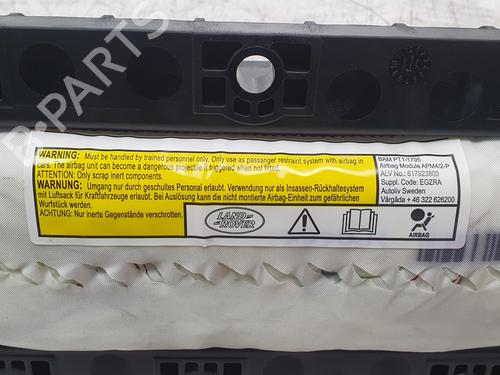 B-PARTS
WARNING: Must be handled by trained personnel only. Only use as passenger restraint system with airbag in
cars. The airbag unit can become a dangerous projectile if triggered when not fitted.
ATTENTION: Only scrap inert components.
WARNUNG: Umgang nur durch geschultes Personal erlaubt. Verwendung nur als Insassen-Rückhaltesystem
mit Luftsack für Kraftfahrzeuge erlaubt. Bei Auslösung kann die nicht montierte Airbag-Einheit zum gefährlichen
Wurfstück werden.
ACHTUNG: Nur inerte Gegenstände verschrotten.
LAND
ROVER
AIRBAG
BAM PT1-1795
Airbag Module APM4/2-P
ALV No.: 617923800
Suppl. Code: EGZRA
Autoliv Sweden
Vårgåda + 46 322 626200